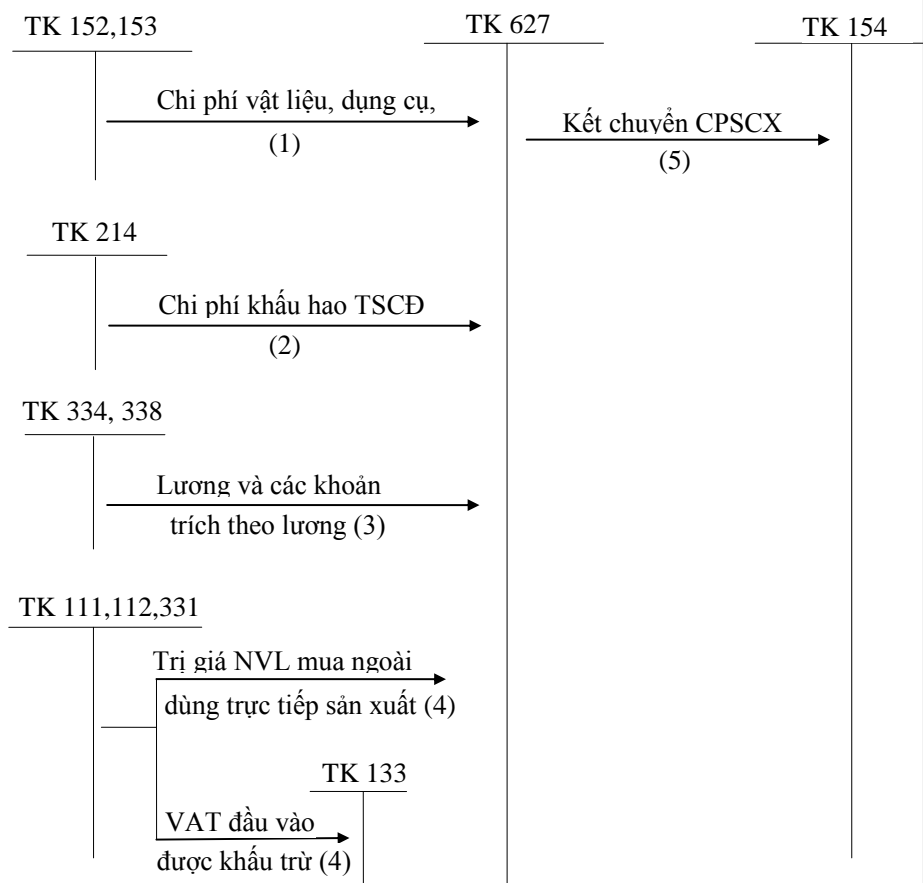 TK 152,153
TK 627
TK 154
Chi phí vật liệu, dụng cụ,
(1)
Kết chuyển CPSCX
(5)
TK 214
Chi phí khấu hao TSCĐ
(2)
TK 334, 338
Lương và các khoản
trích theo lương (3)
TK 111,112,331
Trị giá NVL mua ngoài
dùng trực tiếp sản xuất (4)
TK 133
VAT đầu vào
được khấu trừ (4)